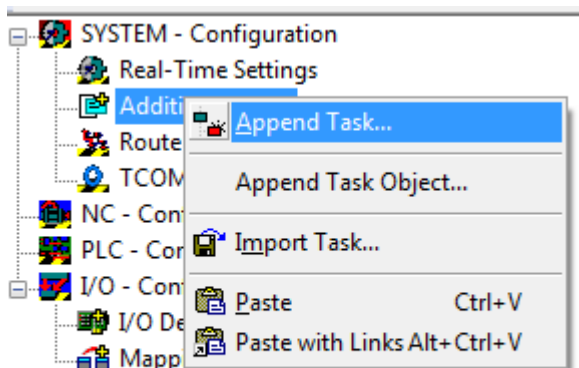 SYSTEM - Configuration
Real-Time Settings
Additi
Append Task...
Route
TCOM
Append Task Object...
NC - Con
PLC - Cor
Import Task...
I/O - Con
Paste Ctrl+V
I/O De
Paste with Links Alt+Ctrl+V
Mapp